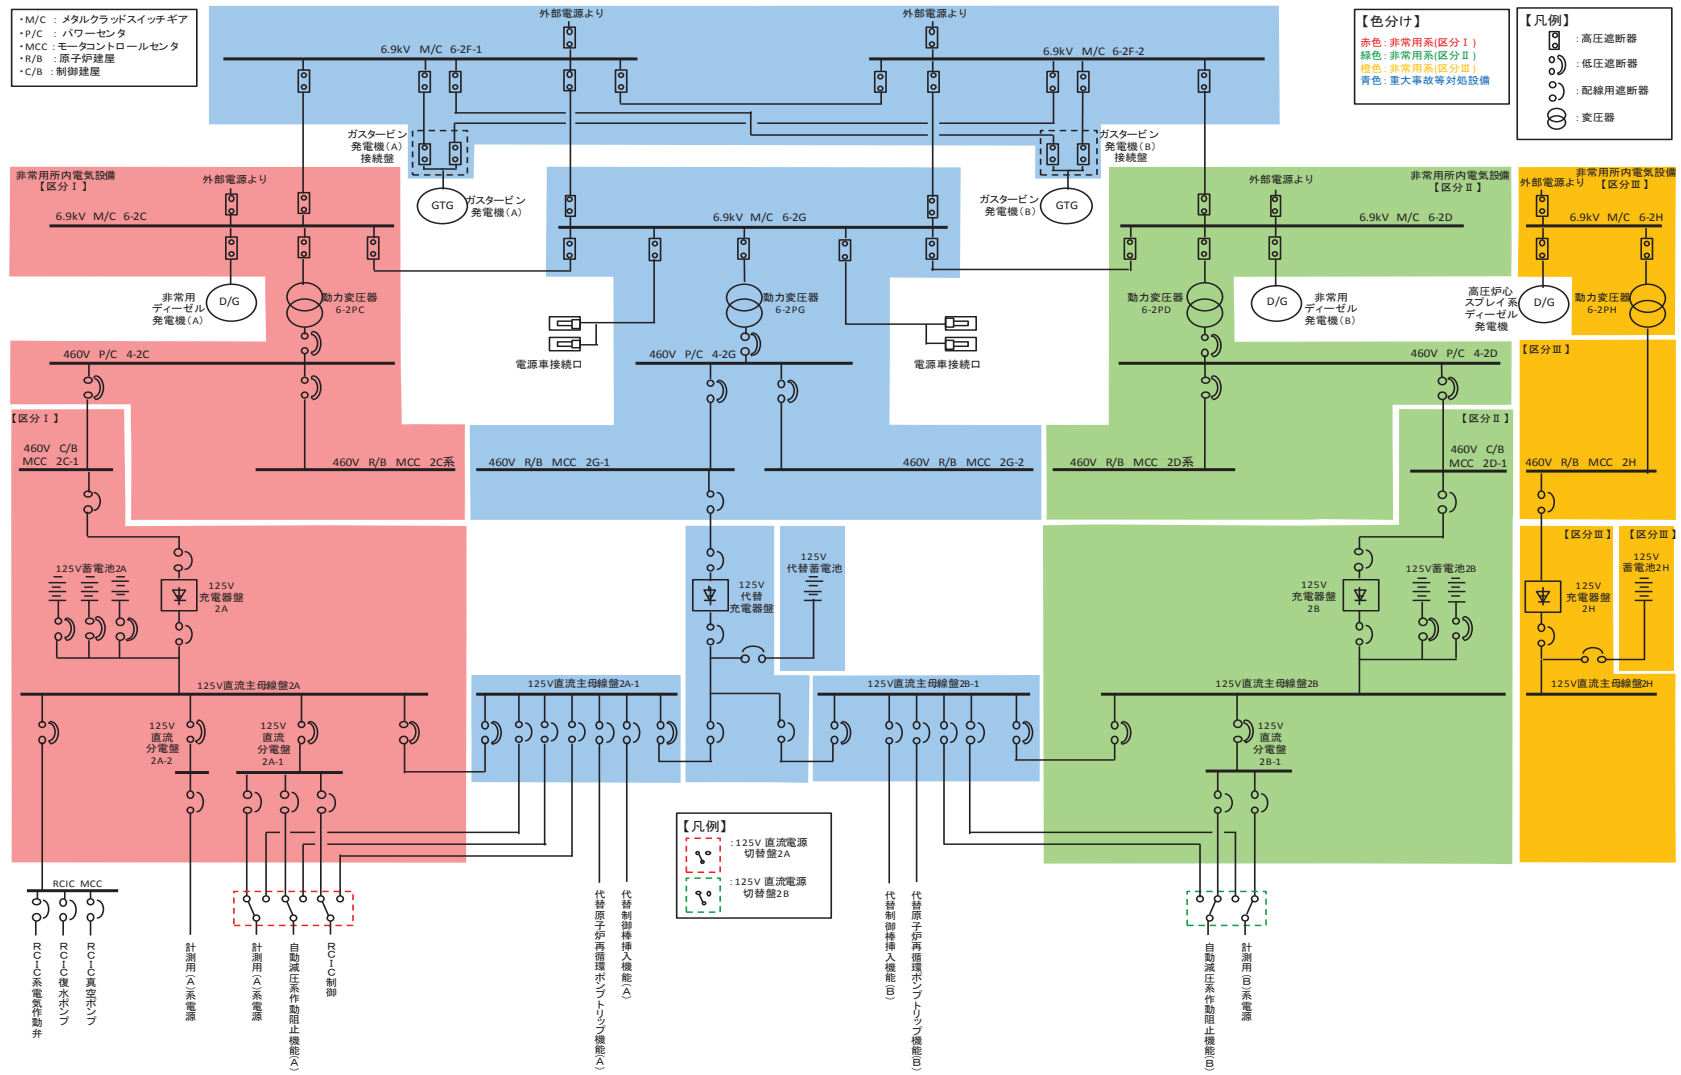 ・M/C ：メタルクラッドスイッチギア
・P/C ：パワーセンタ
・MCC：モータコントロールセンタ
・R/B ：原子炉建屋
・C/B ：制御建屋
外部電源より
外部電源より
6.9kV M/C 6-2F-1
6.9kV M/C 6-2F-2
【色分け】
赤色：非常用系(区分Ⅰ)
緑色：非常用系(区分Ⅱ)
橙色：非常用系(区分Ⅲ)
青色：重大事故等対処設備
【凡例】
：高圧遮断器
：低圧遮断器
：配線用遮断器
：変圧器
ガスタービン
発電機(A)
接続盤
ガスタービン
発電機(B)
接続盤
GTG
ガスタービン
発電機(A)
ガスタービン
発電機(B)
GTG
非常用所内電気設備
【区分Ⅰ】
外部電源より
6.9kV M/C 6-2C
6.9kV M/C 6-2G
外部電源より
非常用所内電気設備
【区分Ⅱ】
6.9kV M/C 6-2D
非常用所内電気設備
外部電源より
【区分Ⅲ】
6.9kV M/C 6-2H
非常用
ディーゼル
発電機(A)
D/G
動力変圧器
6-2PC
動力変圧器
6-2PG
動力変圧器
6-2PD
D/G
非常用
ディーゼル
発電機(B)
高圧炉心
スプレイ系
ディーゼル
発電機
D/G
動力変圧器
6-2PH
電源車接続口
電源車接続口
460V P/C 4-2C
460V P/C 4-2G
460V P/C 4-2D
【区分Ⅲ】
【区分Ⅰ】
【区分Ⅱ】
460V C/B
MCC 2C-1
460V R/B MCC 2C系
460V R/B MCC 2G-1
460V R/B MCC 2G-2
460V R/B MCC 2D系
460V C/B
MCC 2D-1
460V R/B MCC 2H
【区分Ⅲ】
【区分Ⅲ】
125V蓄電池2A
125V
充電器盤
2A
125V
代替
充電器盤
125V
代替蓄電池
125V
充電器盤
2B
125V蓄電池2B
125V
充電器盤
2H
125V
蓄電池2H
125V直流主母線盤2A
125V直流主母線盤2A-1
125V直流主母線盤2B-1
125V直流主母線盤2B
125V直流主母線盤2H
125V
直流
分電盤
2A-2
125V
直流
分電盤
2A-1
125V
直流
分電盤
2B-1
【凡例】
：125V 直流電源
切替盤2A
：125V 直流電源
切替盤2B
RCIC MCC
RCIC系電気作動弁
RCIC復水ポンプ
RCIC真空ポンプ
計測用(A)系電源
計測用(A)系電源
自動減圧系作動阻止機能(A)
RCIC制御
代替原子炉再循環ポンプトリップ機能(A)
代替制御棒挿入機能(A)
代替制御棒挿入機能(B)
代替原子炉再循環ポンプトリップ機能(B)
自動減圧系作動阻止機能(B)
計測用(B)系電源